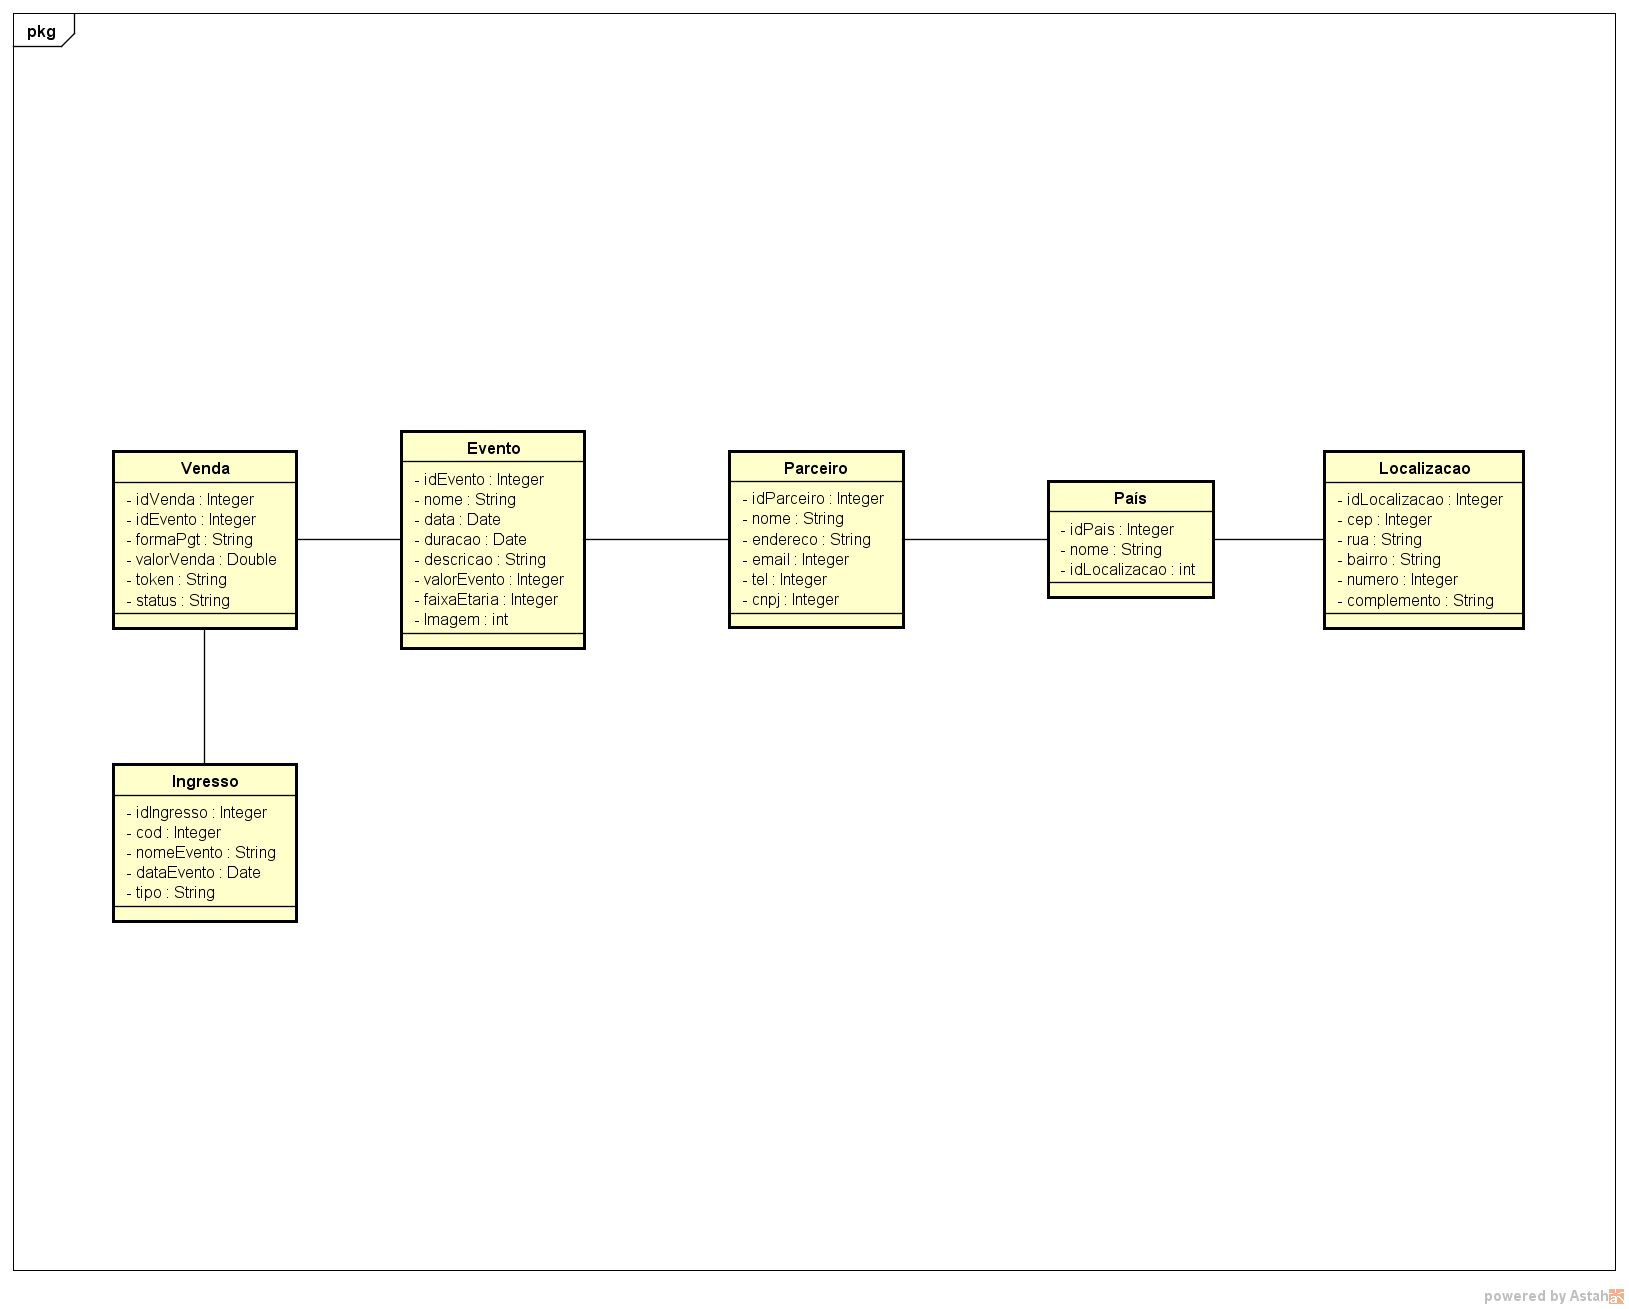 pkg
Venda
- idVenda : Integer
- idEvento : Integer
- formaPgt : String
- valorVenda : Double
- token : String
- status : String
Evento
- idEvento : Integer
- nome : String
- data : Date
- duracao : Date
- descricao : String
- valorEvento : Integer
- faixaEtaria : Integer
- Imagem : int
Parceiro
- idParceiro : Integer
- nome : String
- endereco : String
- email : Integer
- tel : Integer
- cnpj : Integer
País
- idPais : Integer
- nome : String
- idLocalizacao : int
Localizacao
- idLocalizacao : Integer
- cep : Integer
- rua : String
- bairro : String
- numero : Integer
- complemento : String
Ingresso
- idIngresso : Integer
- cod : Integer
- nomeEvento : String
- dataEvento : Date
- tipo : String
powered by Astah